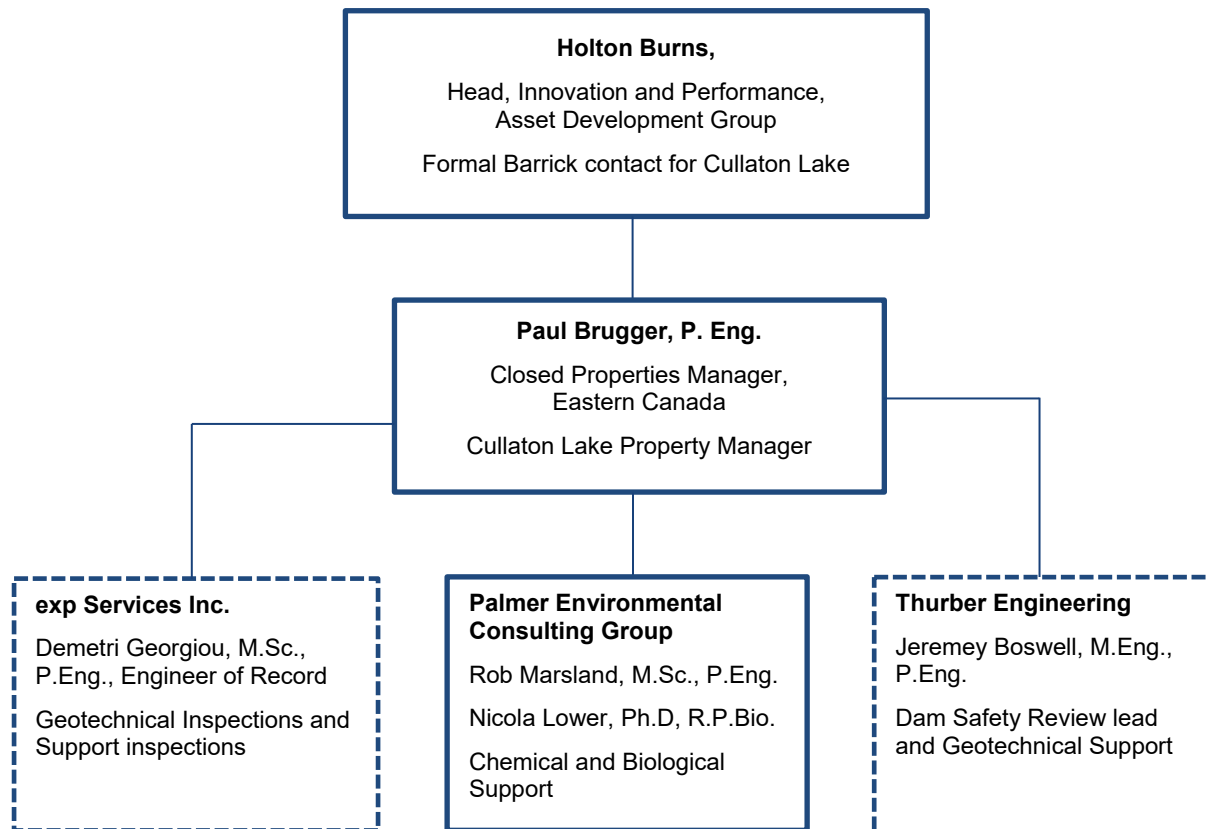 Holton Burns,
Head, Innovation and Performance,
Asset Development Group
Formal Barrick contact for Cullaton Lake
Paul Brugger, P. Eng.
Closed Properties Manager,
Eastern Canada
Cullaton Lake Property Manager
exp Services Inc.
Demetri Georgiou, M.Sc.,
P.Eng., Engineer of Record
Geotechnical Inspections and
Support inspections
Palmer Environmental
Consulting Group
Rob Marsland, M.Sc., P.Eng.
Nicola Lower, Ph.D, R.P.Bio.
Chemical and Biological
Support
Thurber Engineering
Jeremey Boswell, M.Eng.,
P.Eng.
Dam Safety Review lead
and Geotechnical Support